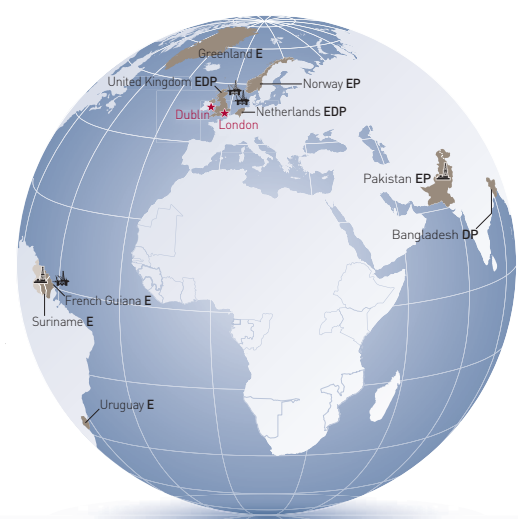 Greenland E
United Kingdom EDP
Norway EP
Dublin
Netherlands EDP
London
Pakistan EP
Bangladesh DP
French Guiana E
Suriname E
Uruguay E